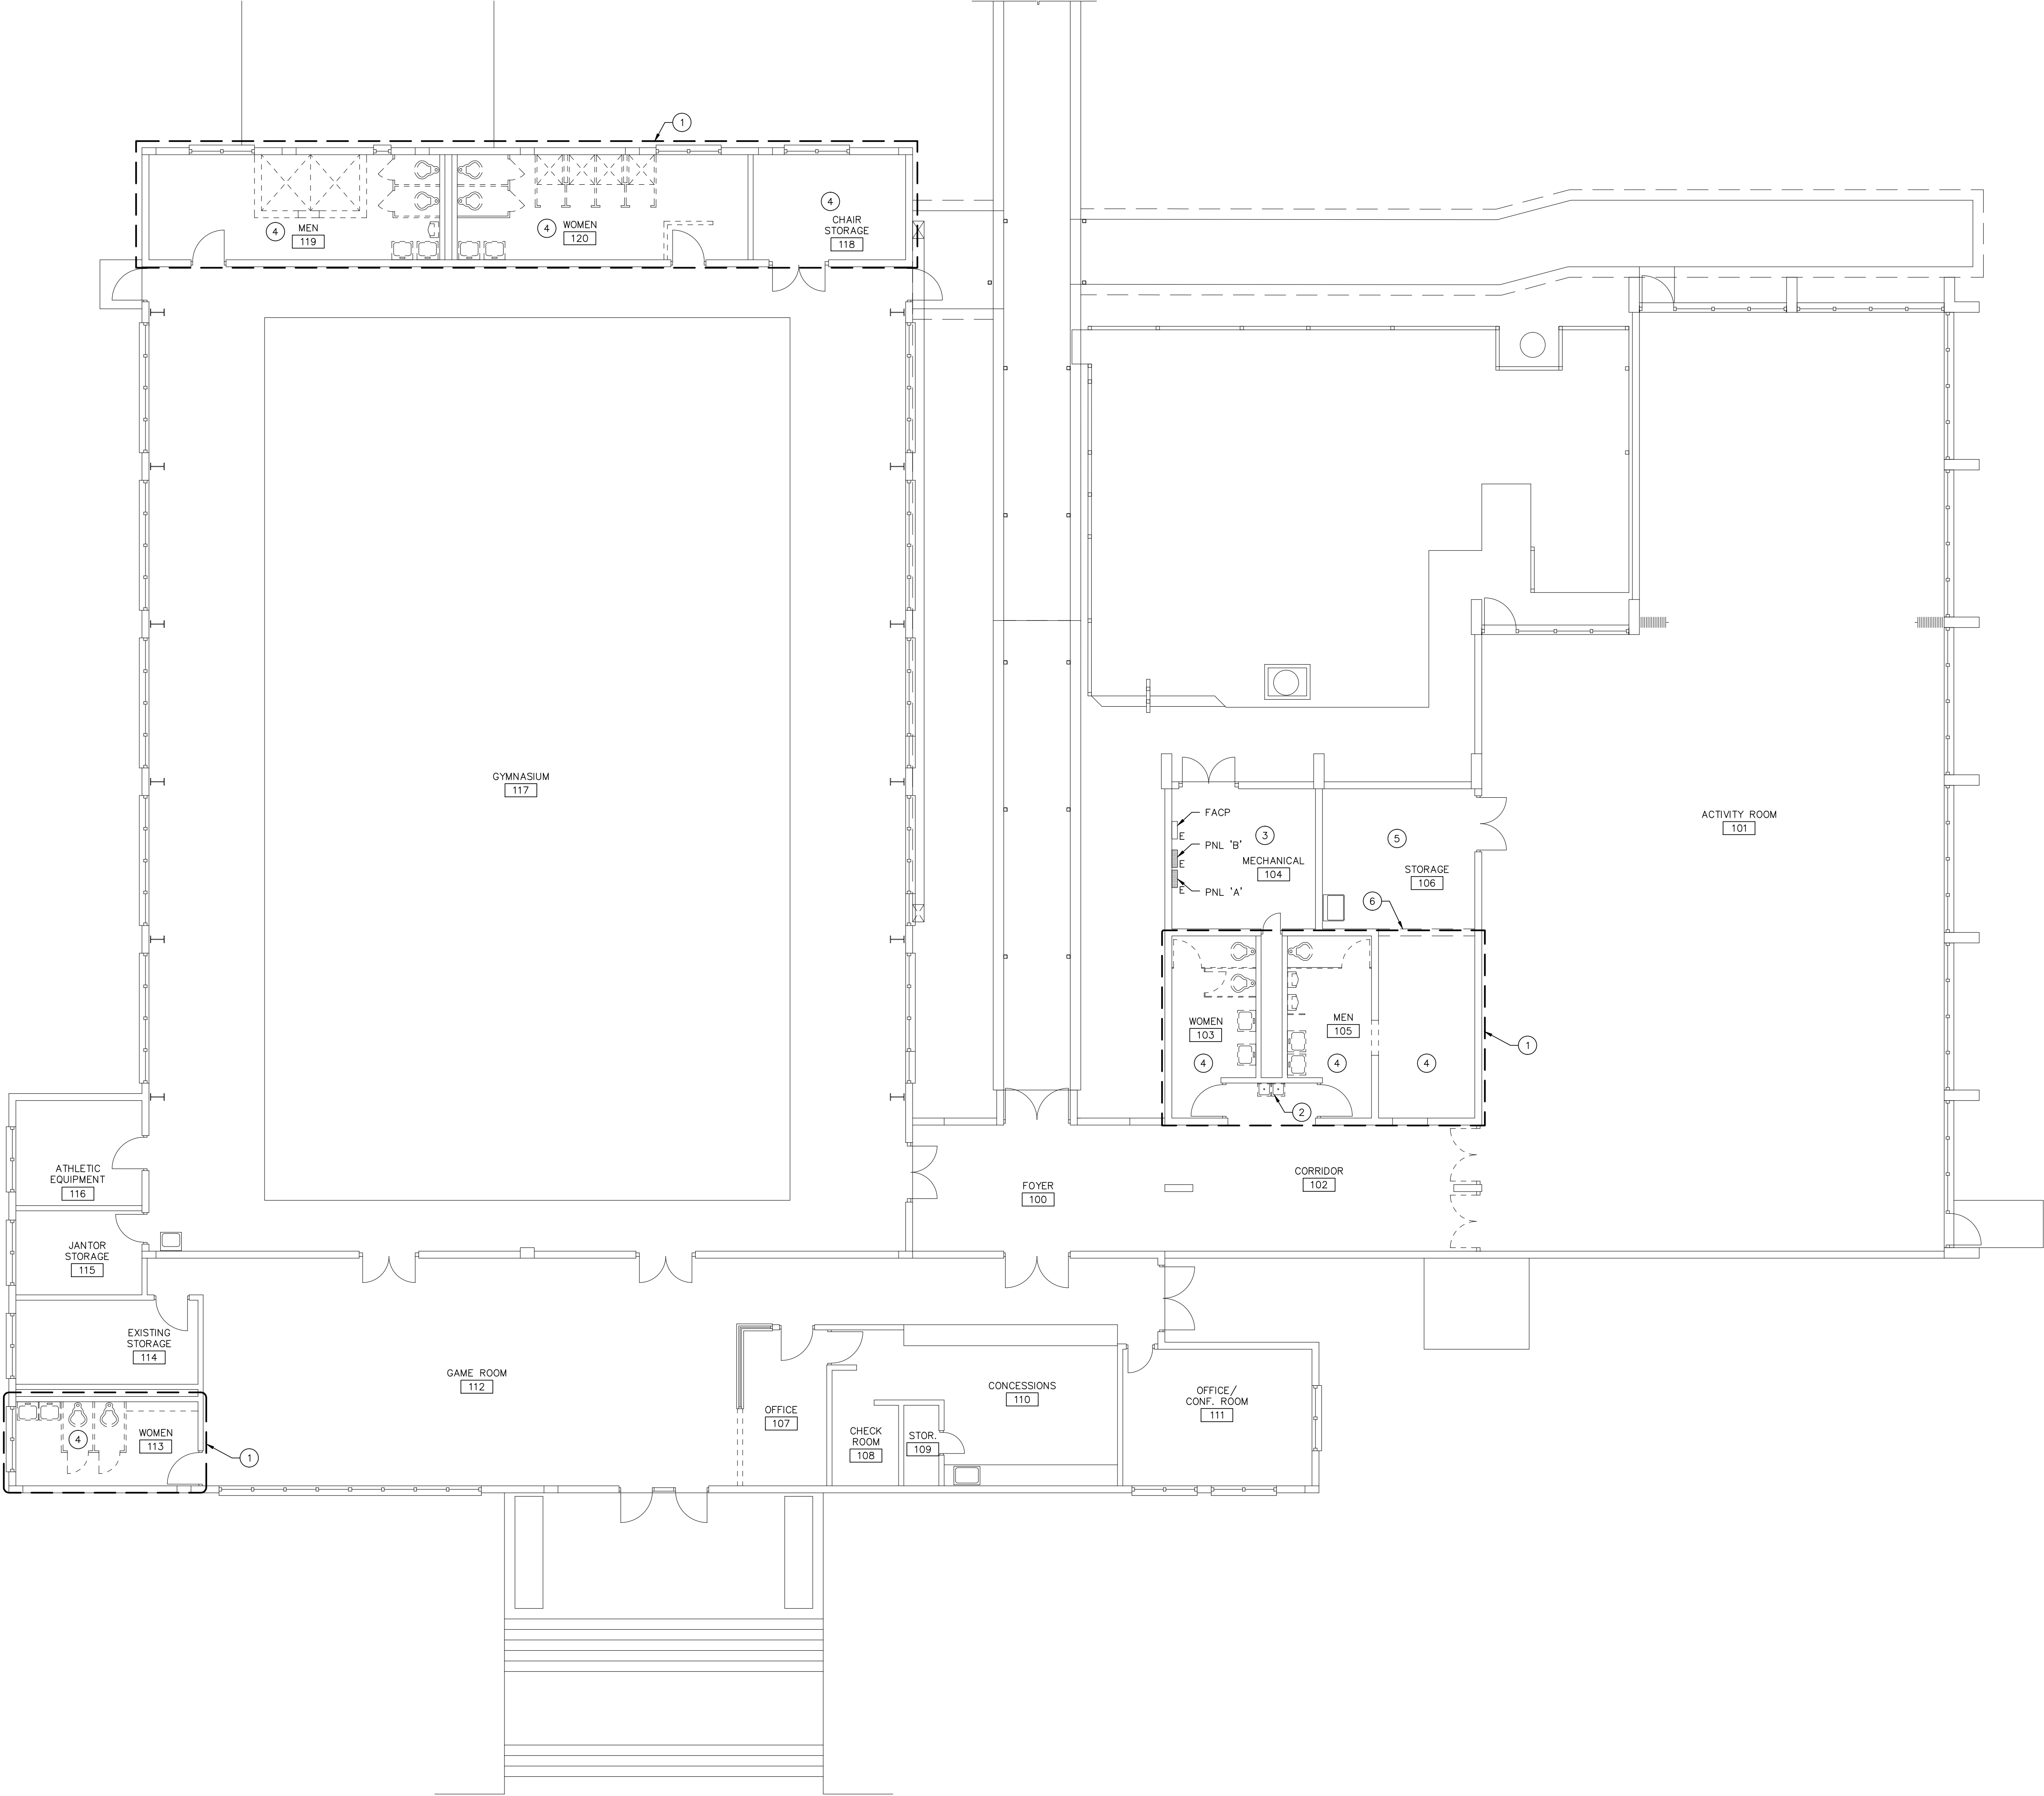 1
4
MEN
119
4
WOMEN
120
4
CHAIR
STORAGE
118
GYMNASIUM
117
FACP
E
PNL 'B'
E
PNL 'A'
E
3
MECHANICAL
104
5
STORAGE
106
6
ACTIVITY ROOM
101
WOMEN
103
4
MEN
105
4
4
1
2
ATHLETIC
EQUIPMENT
116
JANTOR
STORAGE
115
FOYER
100
CORRIDOR
102
EXISTING
STORAGE
114
GAME ROOM
112
OFFICE
107
CONCESSIONS
110
OFFICE/
CONF. ROOM
111
4
WOMEN
113
1
CHECK
ROOM
108
STOR.
109